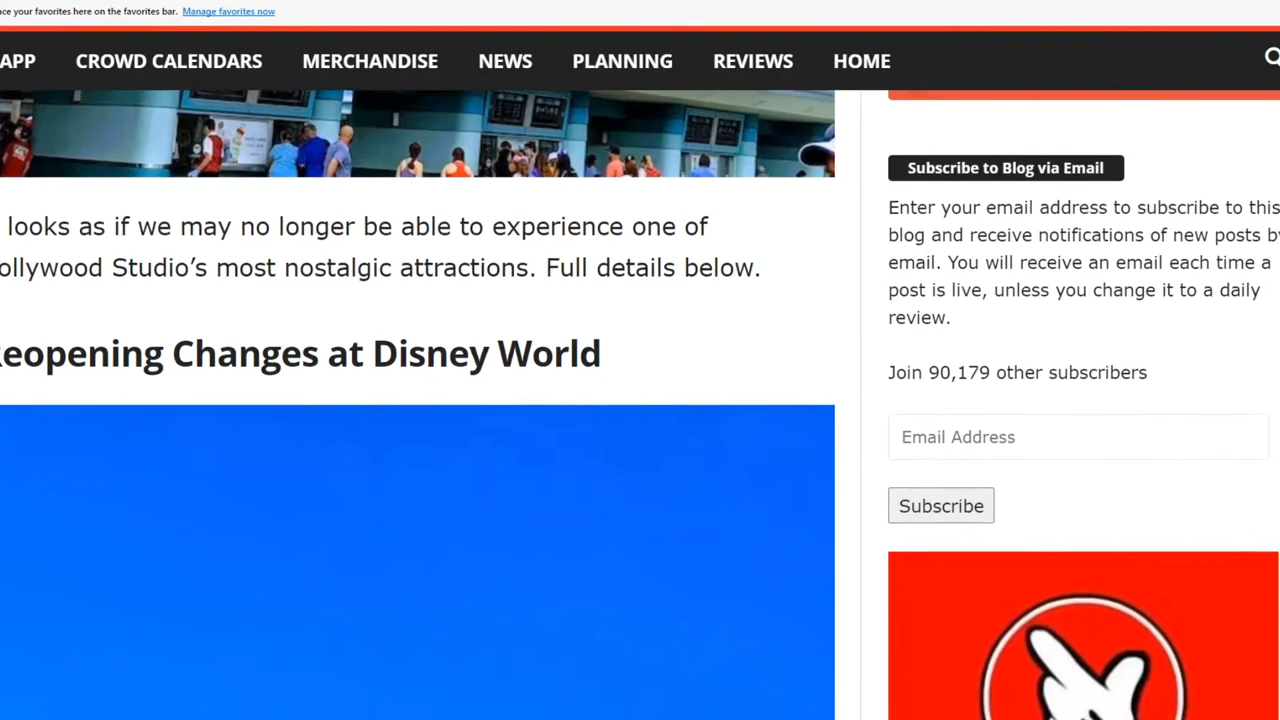 ce your favorites here on the favorites bar. Manage favorites now
APP CROWD CALENDARS MERCHANDISE NEWS PLANNING REVIEWS HOME
looks as if we may no longer be able to experience one of
ollywood Studio’s most nostalgic attractions. Full details below.
eopening Changes at Disney World
Subscribe to Blog via Email
Enter your email address to subscribe to this
blog and receive notifications of new posts by
email. You will receive an email each time a
post is live, unless you change it to a daily
review.
Join 90,179 other subscribers
Email Address
Subscribe